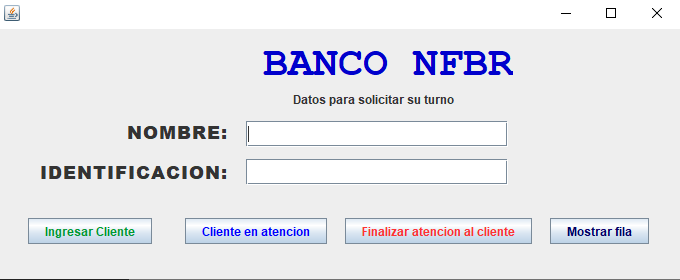 BANCO NFBR
Datos para solicitar su turno
NOMBRE:
IDENTIFICACION:
Ingresar Cliente Cliente en atencion Finalizar atencion al cliente Mostrar fila